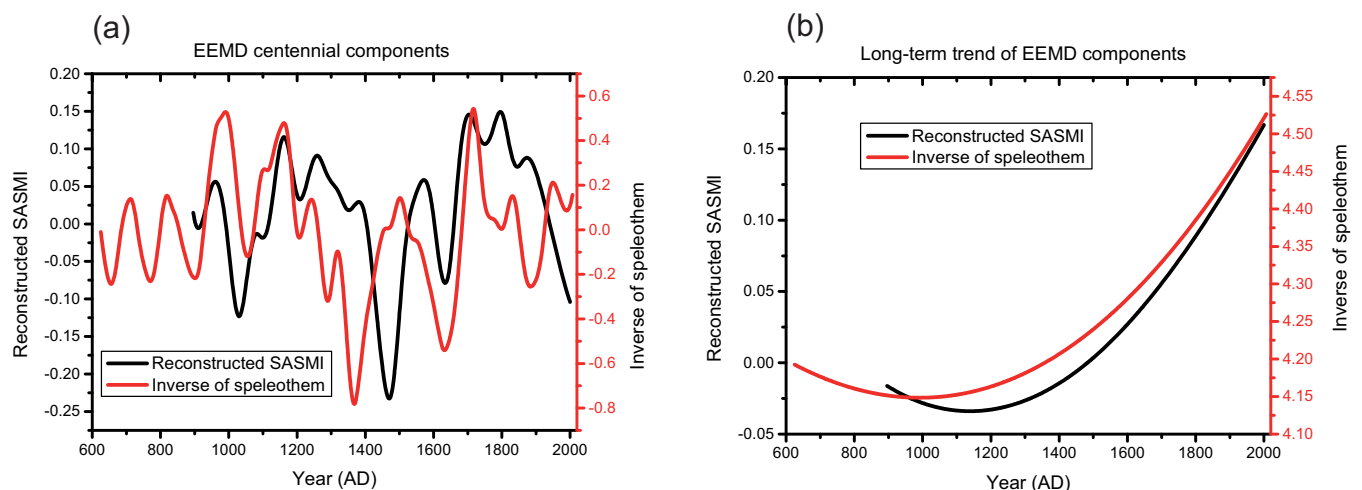 (a)
EEMD centennial components
0.20
0.15
0.10
0.05
0.00
-0.05
-0.10
-0.15
-0.20
-0.25
Reconstructed SASMI
0.6
0.4
0.2
0.0
-0.2
-0.4
-0.6
-0.8
Inverse of speleothem
Reconstructed SASMI
Inverse of speleothem
600 800 1000 1200 1400 1600 1800 2000
Year (AD)
(b)
Long-term trend of EEMD components
0.20
0.15
0.10
0.05
0.00
-0.05
Reconstructed SASMI
4.55
4.50
4.45
4.40
4.35
4.30
4.25
4.20
4.15
4.10
Inverse of speleothem
Reconstructed SASMI
Inverse of speleothem
600 800 1000 1200 1400 1600 1800 2000
Year (AD)